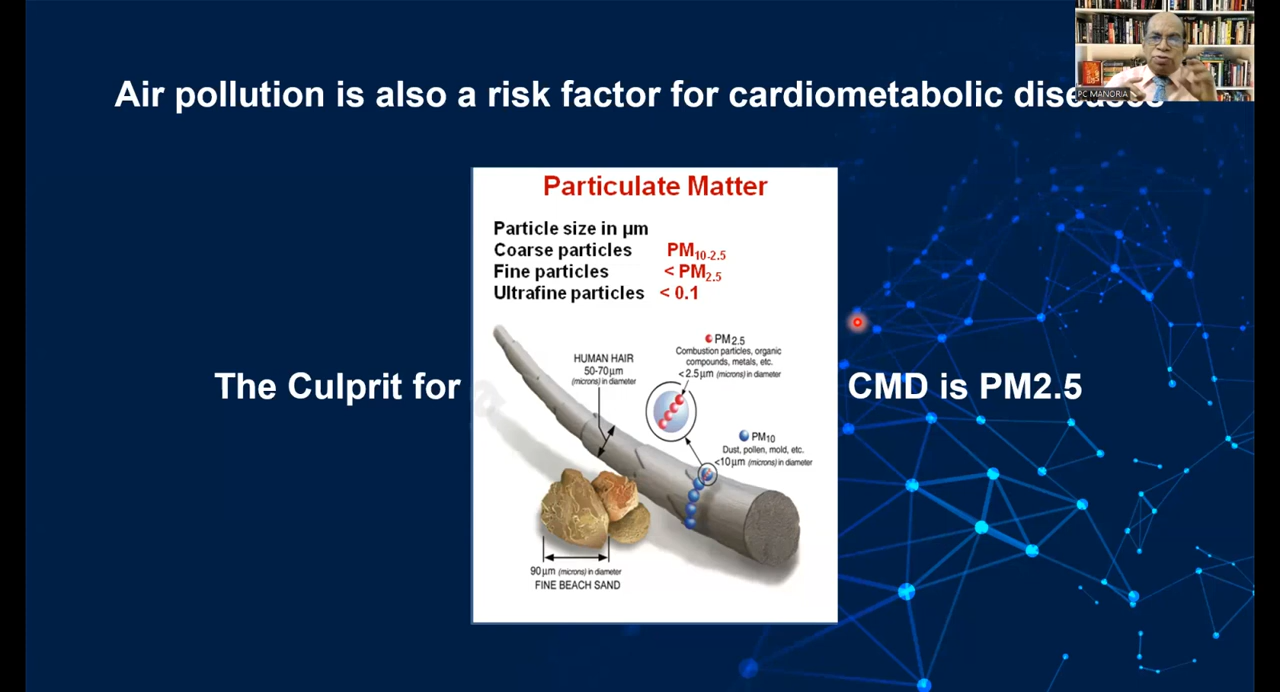 Air pollution is also a risk factor for cardiometabolic
PC MANORIA
Particulate Matter
Particle size in µm
Coarse particles PM10-2.5
Fine particles < PM2.5
Ultrafine particles < 0.1
PM2.5
Combustion particles, organic
compounds, metals, etc.
<2.5µm (microns) in diameter
HUMAN HAIR
50-70µm
(microns) in diameter
The Culprit for CMD is PM2.5
PM10
Dust, pollen, mold, etc.
<10µm (microns) in diameter
90µm (microns) in diameter
FINE BEACH SAND